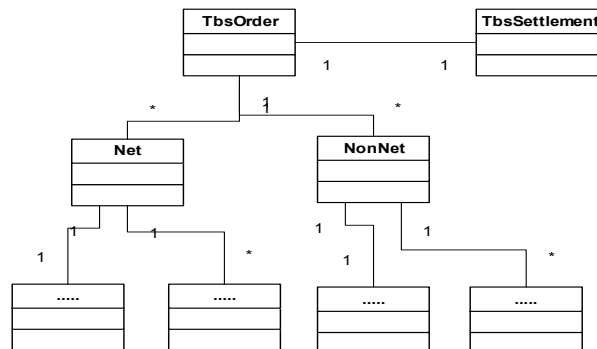 TbsOrder TbsSettlement
1 1
1
1
* *
Net NonNet
1 1 1 1
1 * 1 *
..... ..... ..... .....